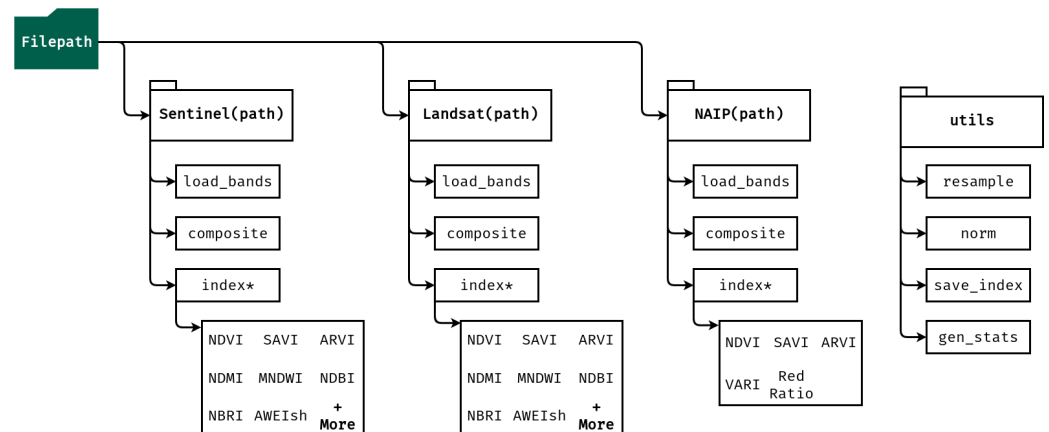 Filepath
Sentinel(path)
load_bands
composite
index*
NDVI SAVI ARVI
NDMI MNDWI NDBI
NBRI AWEIsh + More
Landsat(path)
load_bands
composite
index*
NDVI SAVI ARVI
NDMI MNDWI NDBI
NBRI AWEIsh + More
NAIP(path)
load_bands
composite
index*
NDVI SAVI ARVI
VARI Red Ratio
utils
resample
norm
save_index
gen_stats